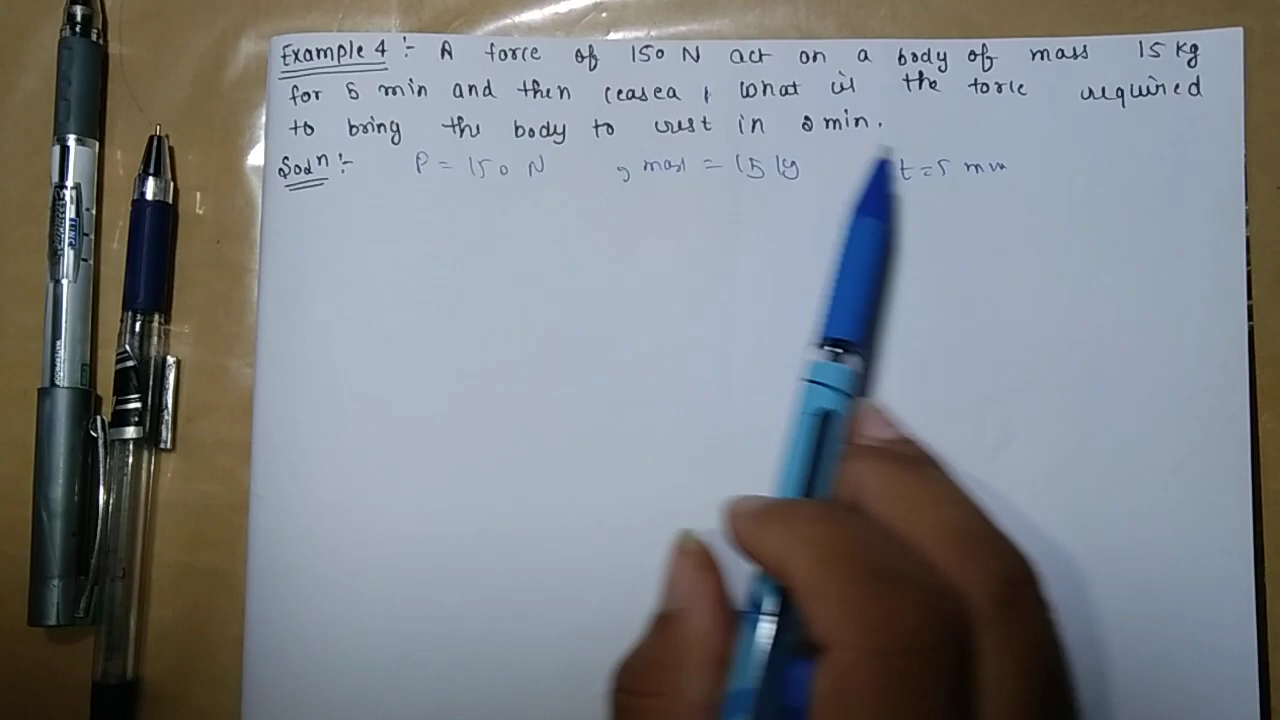 Example 4 :- A force of 150 N act on a body of mass 15 kg
for 5 min and then ceasea , what is the force required
to bring the body to rest in 2 min.
Soln :- P = 150 N , mass = 15 kg t = 5 min